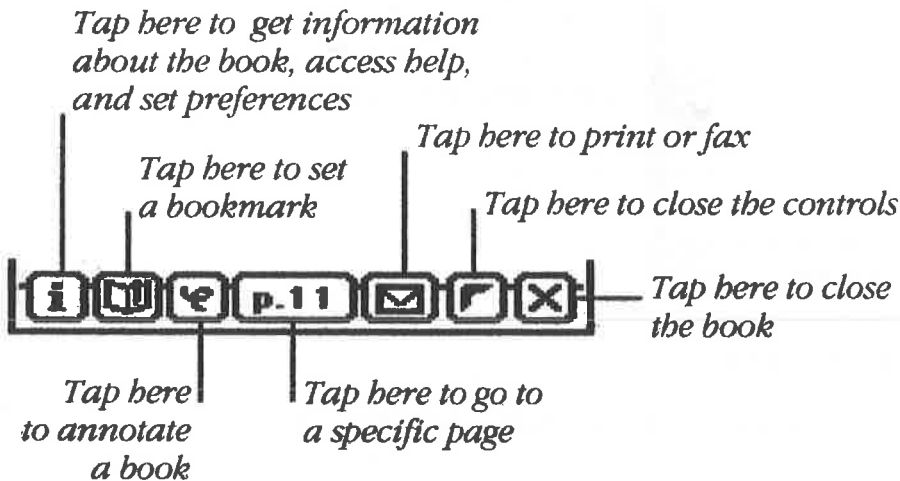 Tap here to get information
about the book, access help,
and set preferences
Tap here to print or fax
Tap here to set
a bookmark
Tap here to close the controls
i
p.11
Tap here to close
the book
Tap here
to annotate
a book
Tap here to go to
a specific page